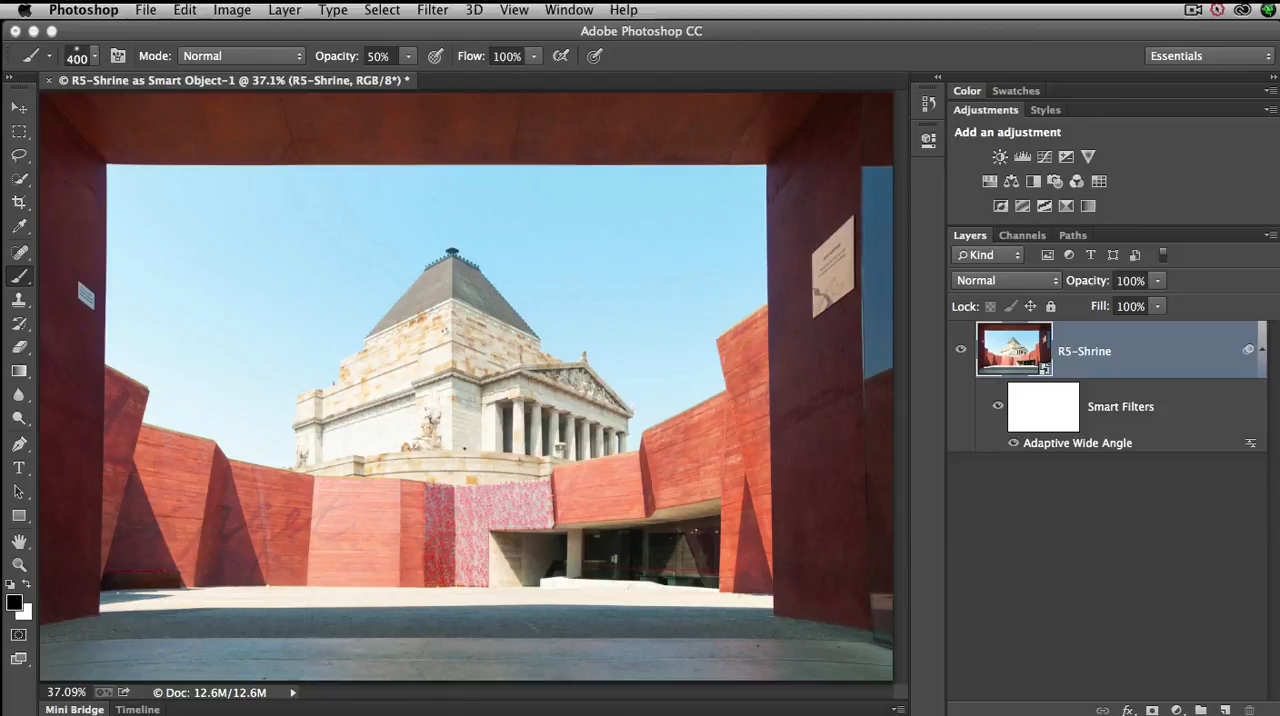 Photoshop File Edit Image Layer Type Select Filter 3D View Window Help
Adobe Photoshop CC
400 Mode: Normal Opacity: 50% Flow: 100% Essentials
× © R5-Shrine as Smart Object-1 @ 37.1% (R5-Shrine, RGB/8*) *
Color Swatches
Adjustments Styles
Add an adjustment
Layers Channels Paths
Kind
Normal Opacity: 100%
Lock: Fill: 100%
R5-Shrine
Smart Filters
Adaptive Wide Angle
37.09% © Doc: 12.6M/12.6M
Mini Bridge Timeline